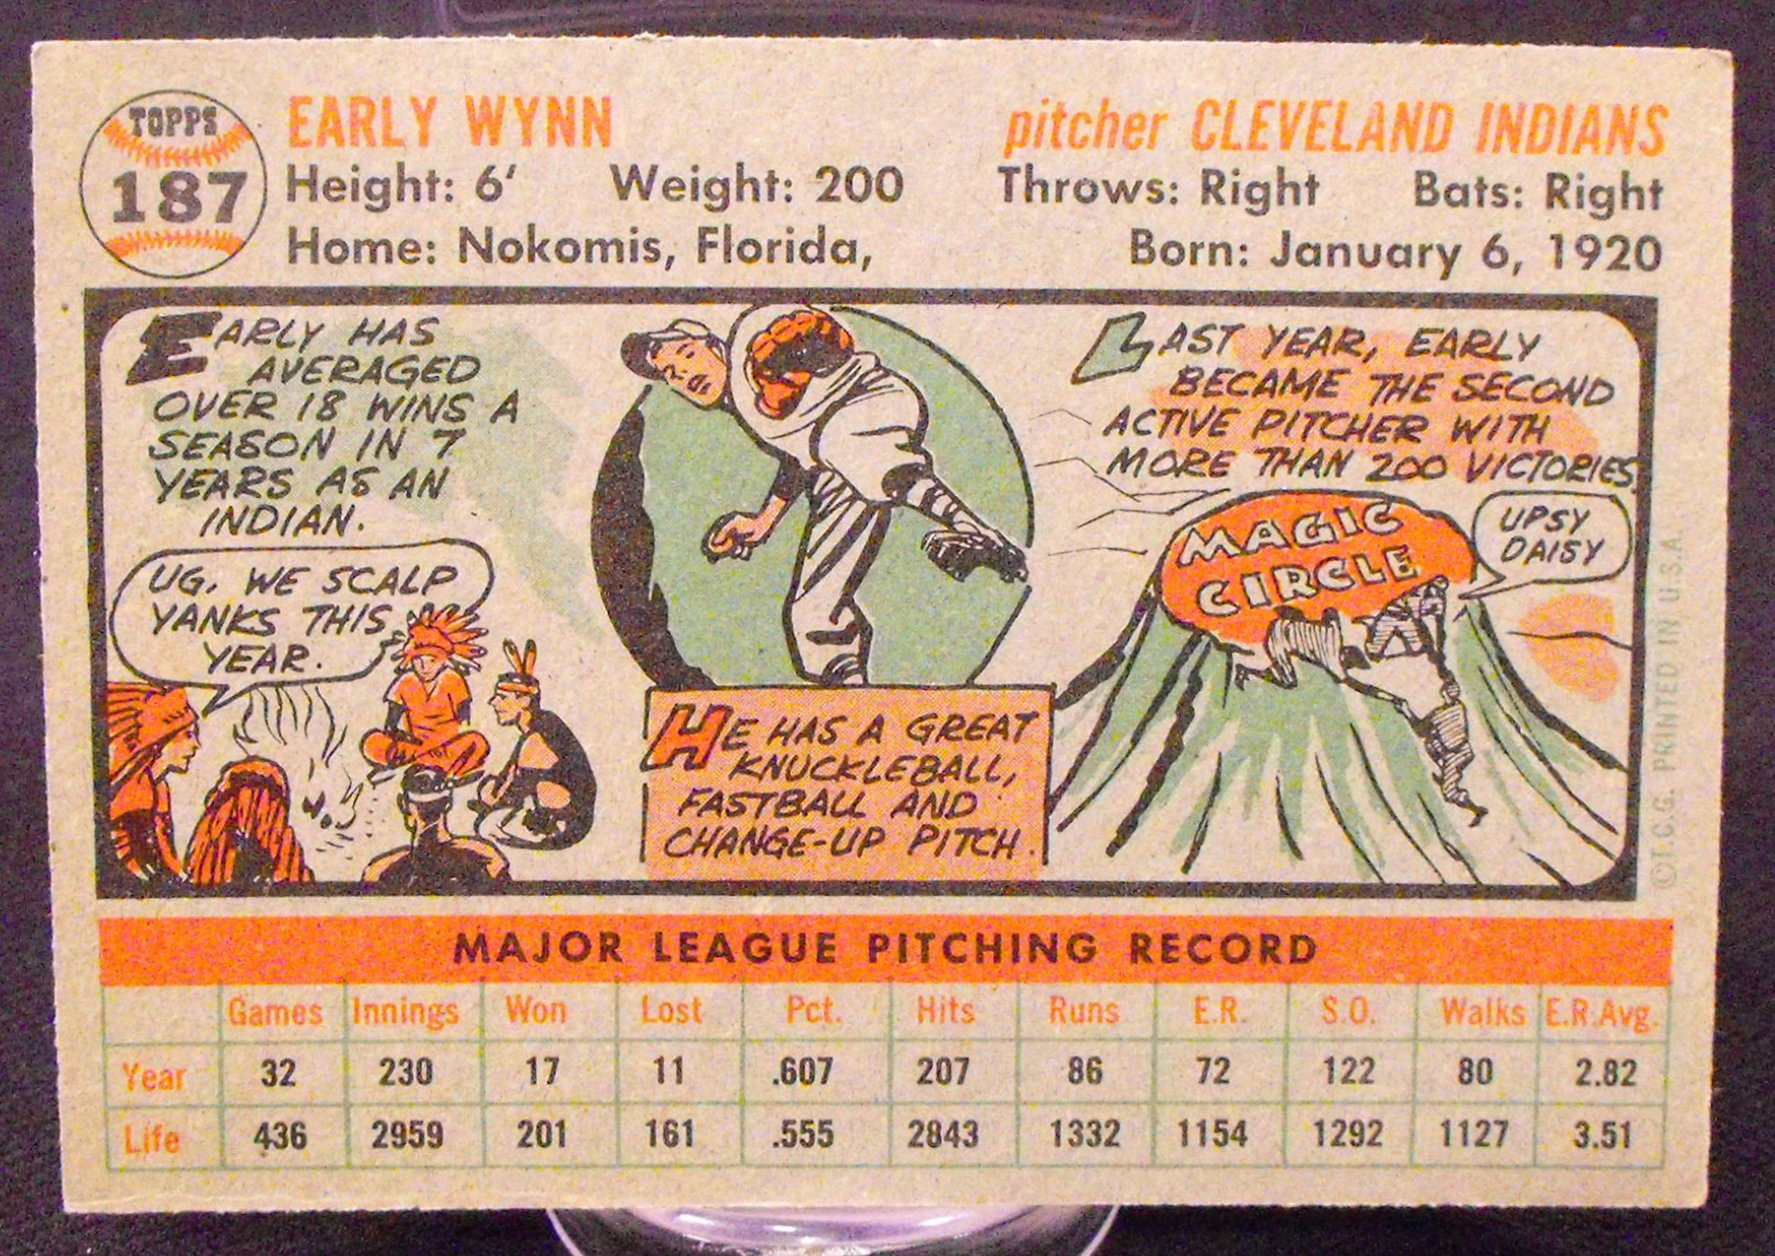 TOPPS
187
EARLY WYNN
pitcher CLEVELAND INDIANS
Height: 6' Weight: 200 Throws: Right Bats: Right
Home: Nokomis, Florida, Born: January 6, 1920
EARLY HAS
AVERAGED
OVER 18 WINS A
SEASON IN 7
YEARS AS AN
INDIAN.
UG. WE SCALP
YANKS THIS
YEAR.
HE HAS A GREAT
KNUCKLEBALL,
FASTBALL AND
CHANGE-UP PITCH.
LAST YEAR, EARLY
BECAME THE SECOND
ACTIVE PITCHER WITH
MORE THAN 200 VICTORIES.
MAGIC
CIRCLE
UPSY
DAISY
©T.C.G. PRINTED IN U.S.A.
MAJOR LEAGUE PITCHING RECORD
Games Innings Won Lost Pct. Hits Runs E.R. S.O. Walks E.R.Avg.
Year 32 230 17 11 .607 207 86 72 122 80 2.82
Life 436 2959 201 161 .555 2843 1332 1154 1292 1127 3.51